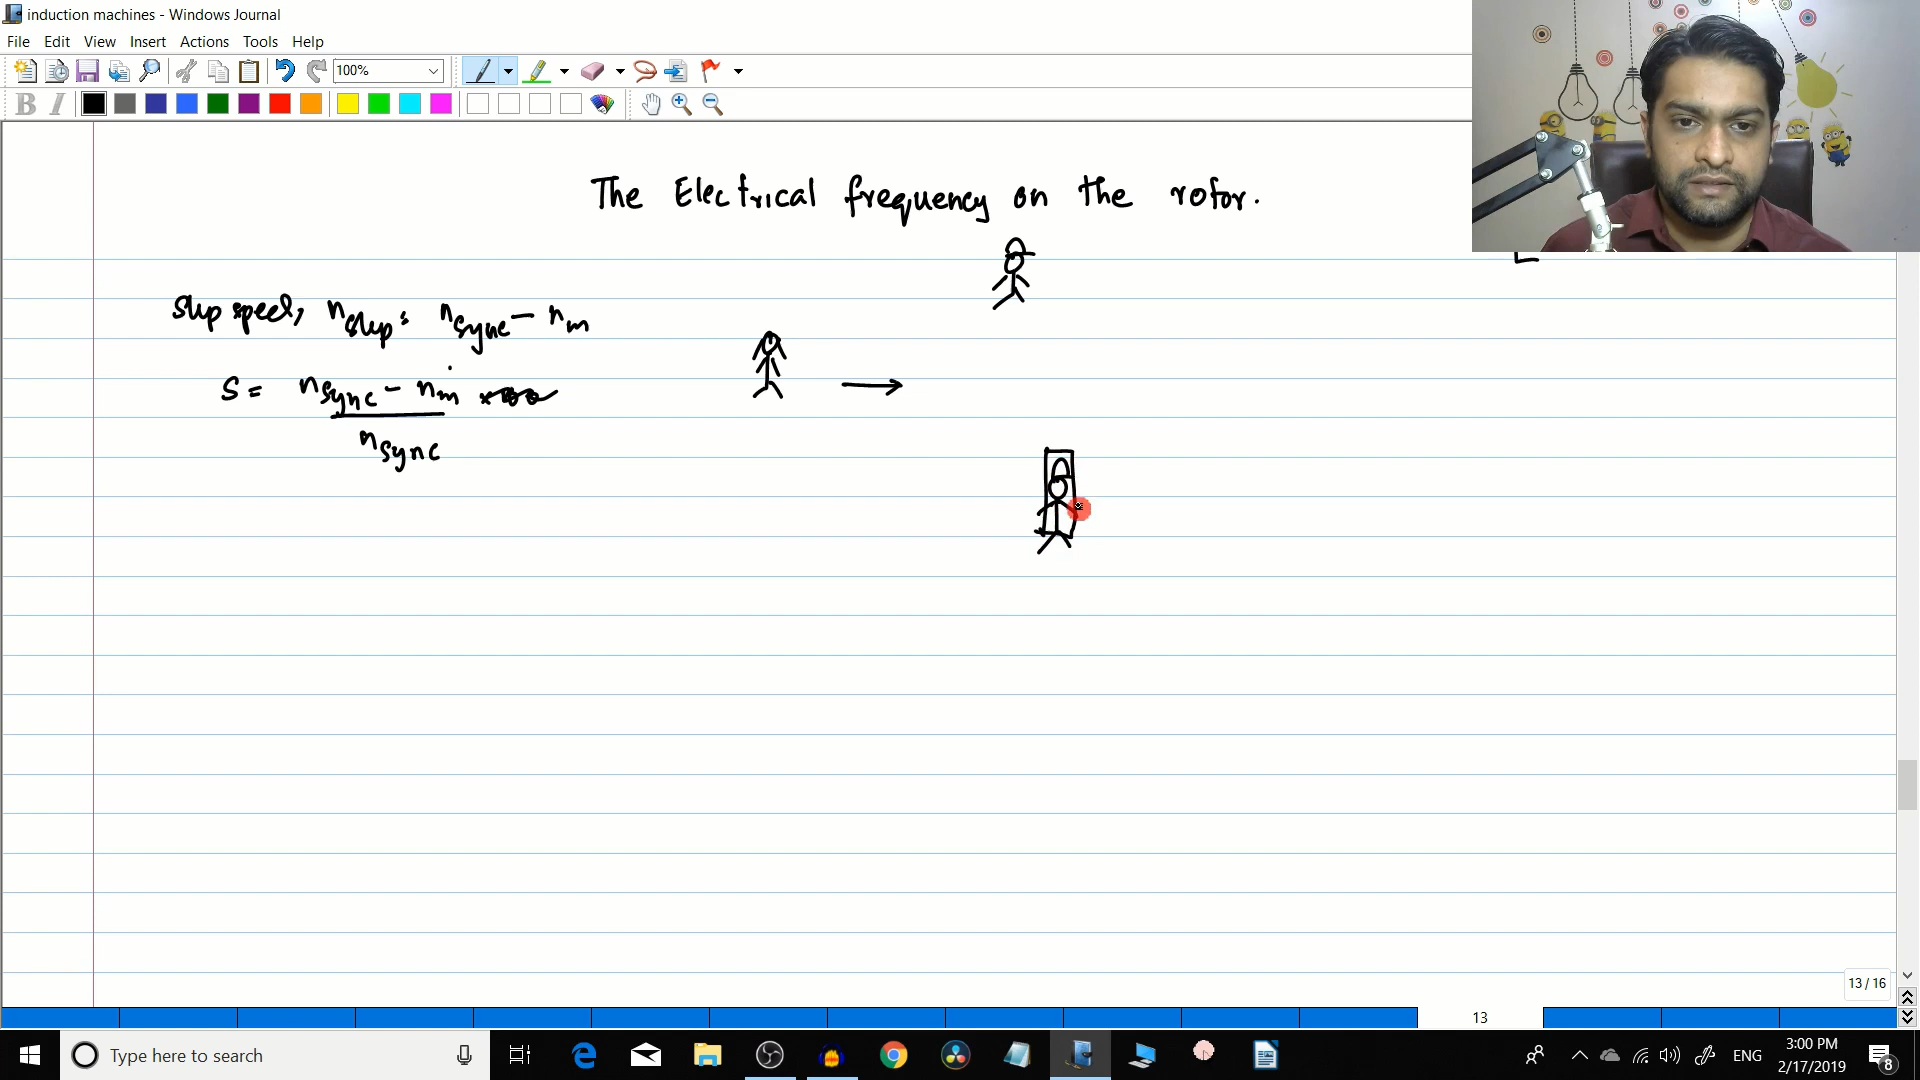 induction machines - Windows Journal
File Edit View Insert Actions Tools Help
100%
B I
The Electrical frequency on the rotor.
Slip speed, nslip = nsync - nm
S = nsync - nm
nsync
13 / 16
13
Type here to search
ENG
3:00 PM
2/17/2019
8